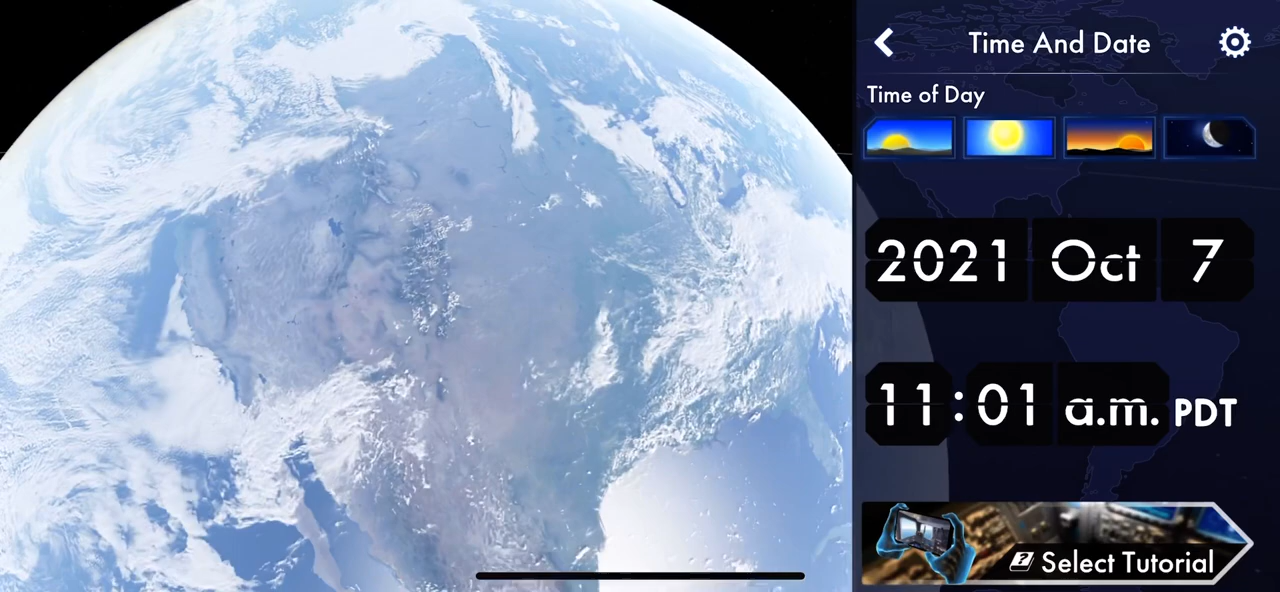 Time And Date
Time of Day
2021 Oct 7
11:01 a.m. PDT
Select Tutorial